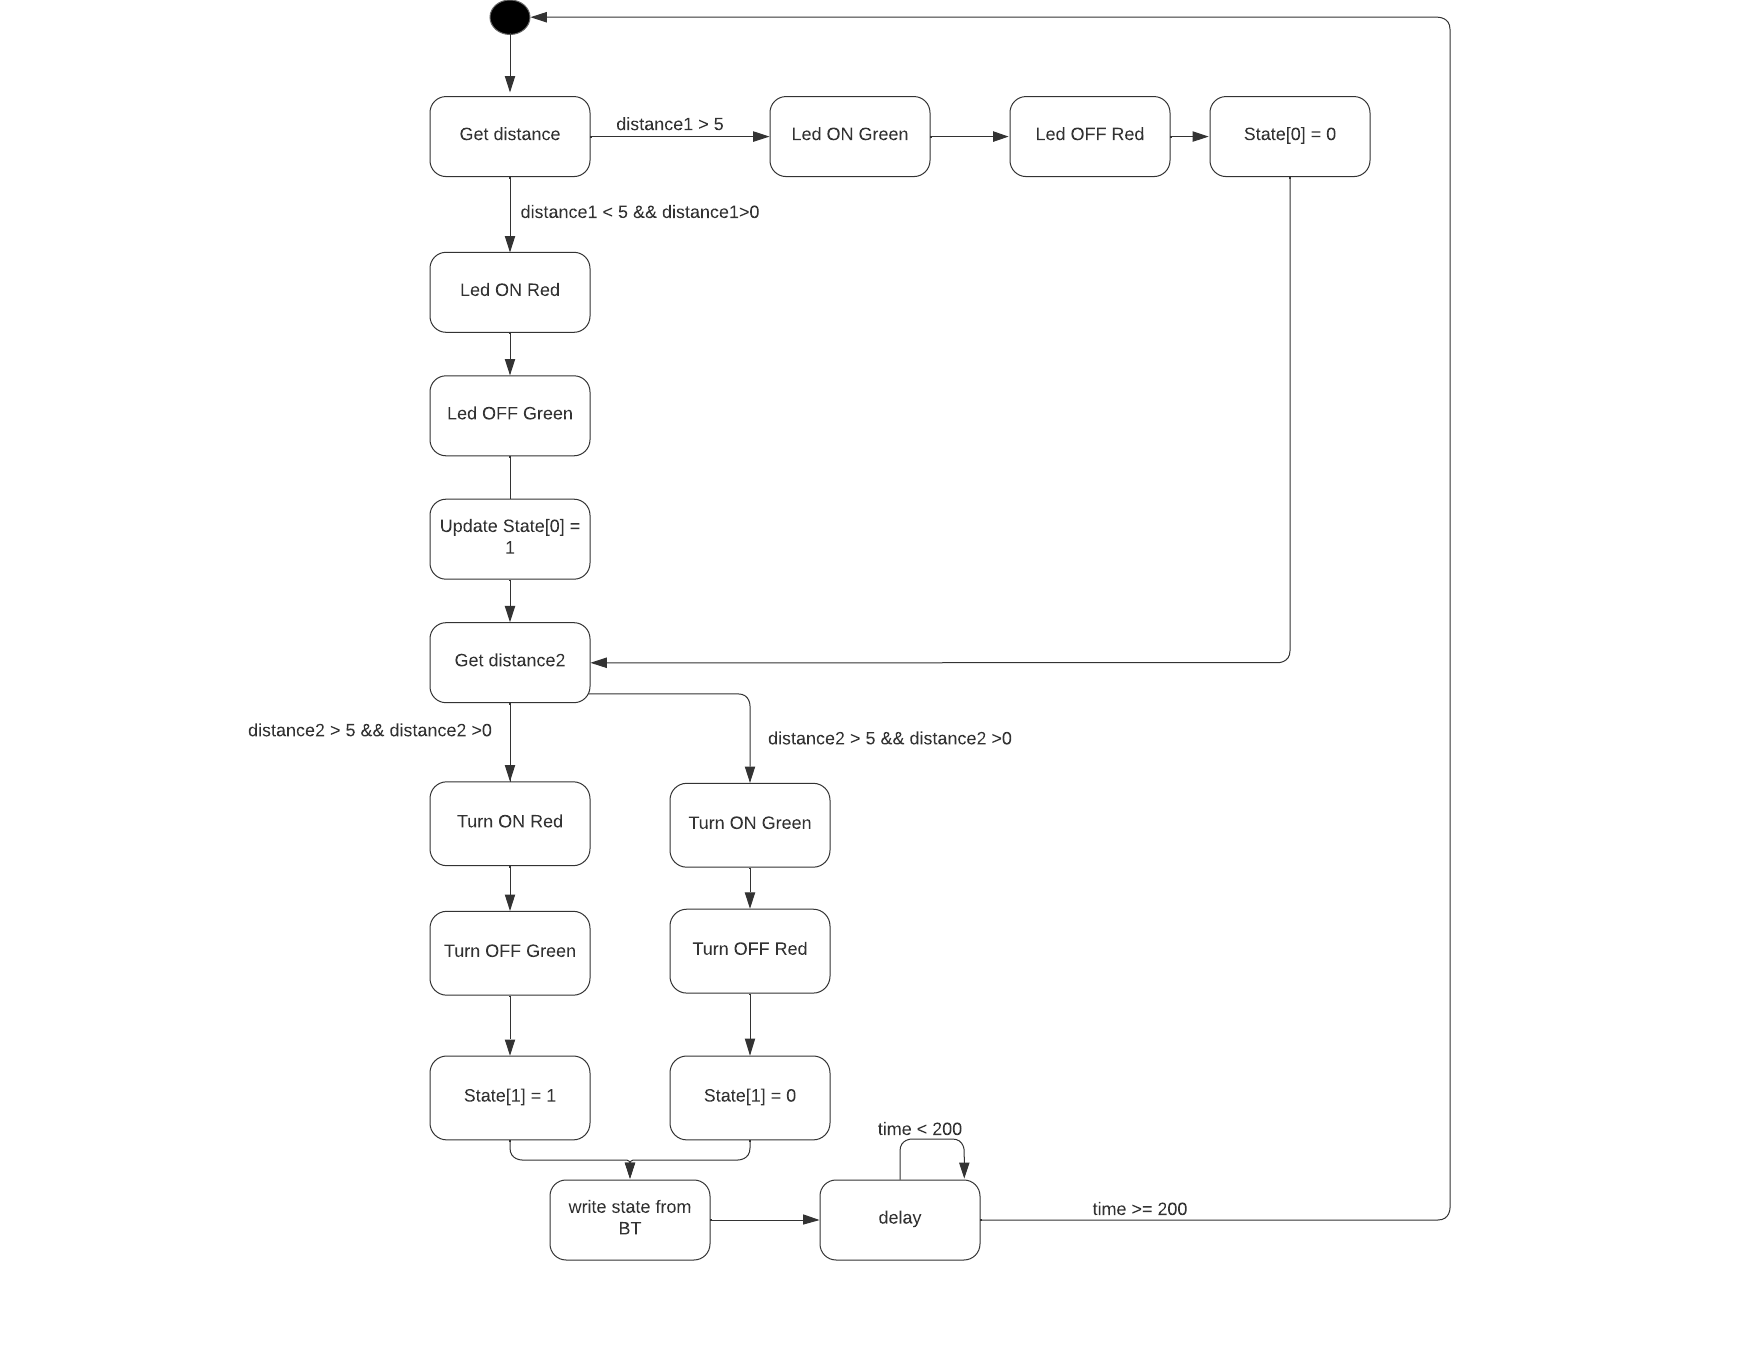 Get distance
distance1 > 5
Led ON Green
Led OFF Red
State[0] = 0
distance1 < 5 && distance1>0
Led ON Red
Led OFF Green
Update State[0] =
1
Get distance2
distance2 > 5 && distance2 >0
distance2 > 5 && distance2 >0
Turn ON Red
Turn ON Green
Turn OFF Green
Turn OFF Red
State[1] = 1
State[1] = 0
time < 200
write state from
BT
delay
time >= 200